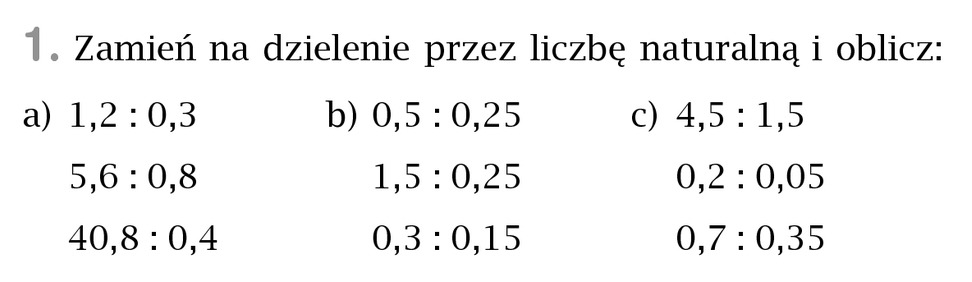 1. Zamień na dzielenie przez liczbę naturalną i oblicz:
a) 1,2 : 0,3 b) 0,5 : 0,25 c) 4,5 : 1,5
5,6 : 0,8 1,5 : 0,25 0,2 : 0,05
40,8 : 0,4 0,3 : 0,15 0,7 : 0,35